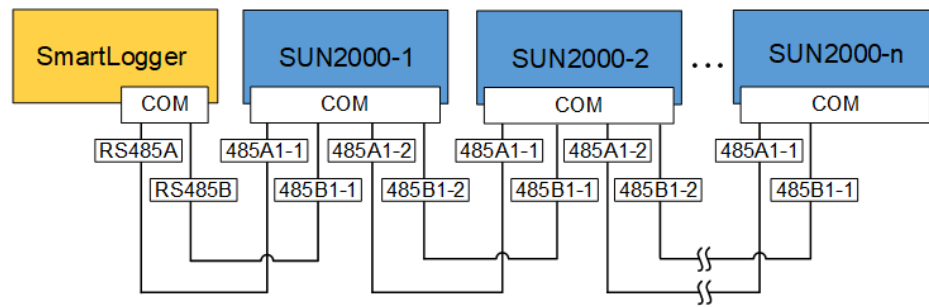 SmartLogger
SUN2000-1
SUN2000-2
...
SUN2000-n
COM
COM
COM
COM
RS485A
485A1-1
485A1-2
485A1-1
485A1-2
485A1-1
RS485B
485B1-1
485B1-2
485B1-1
485B1-2
485B1-1